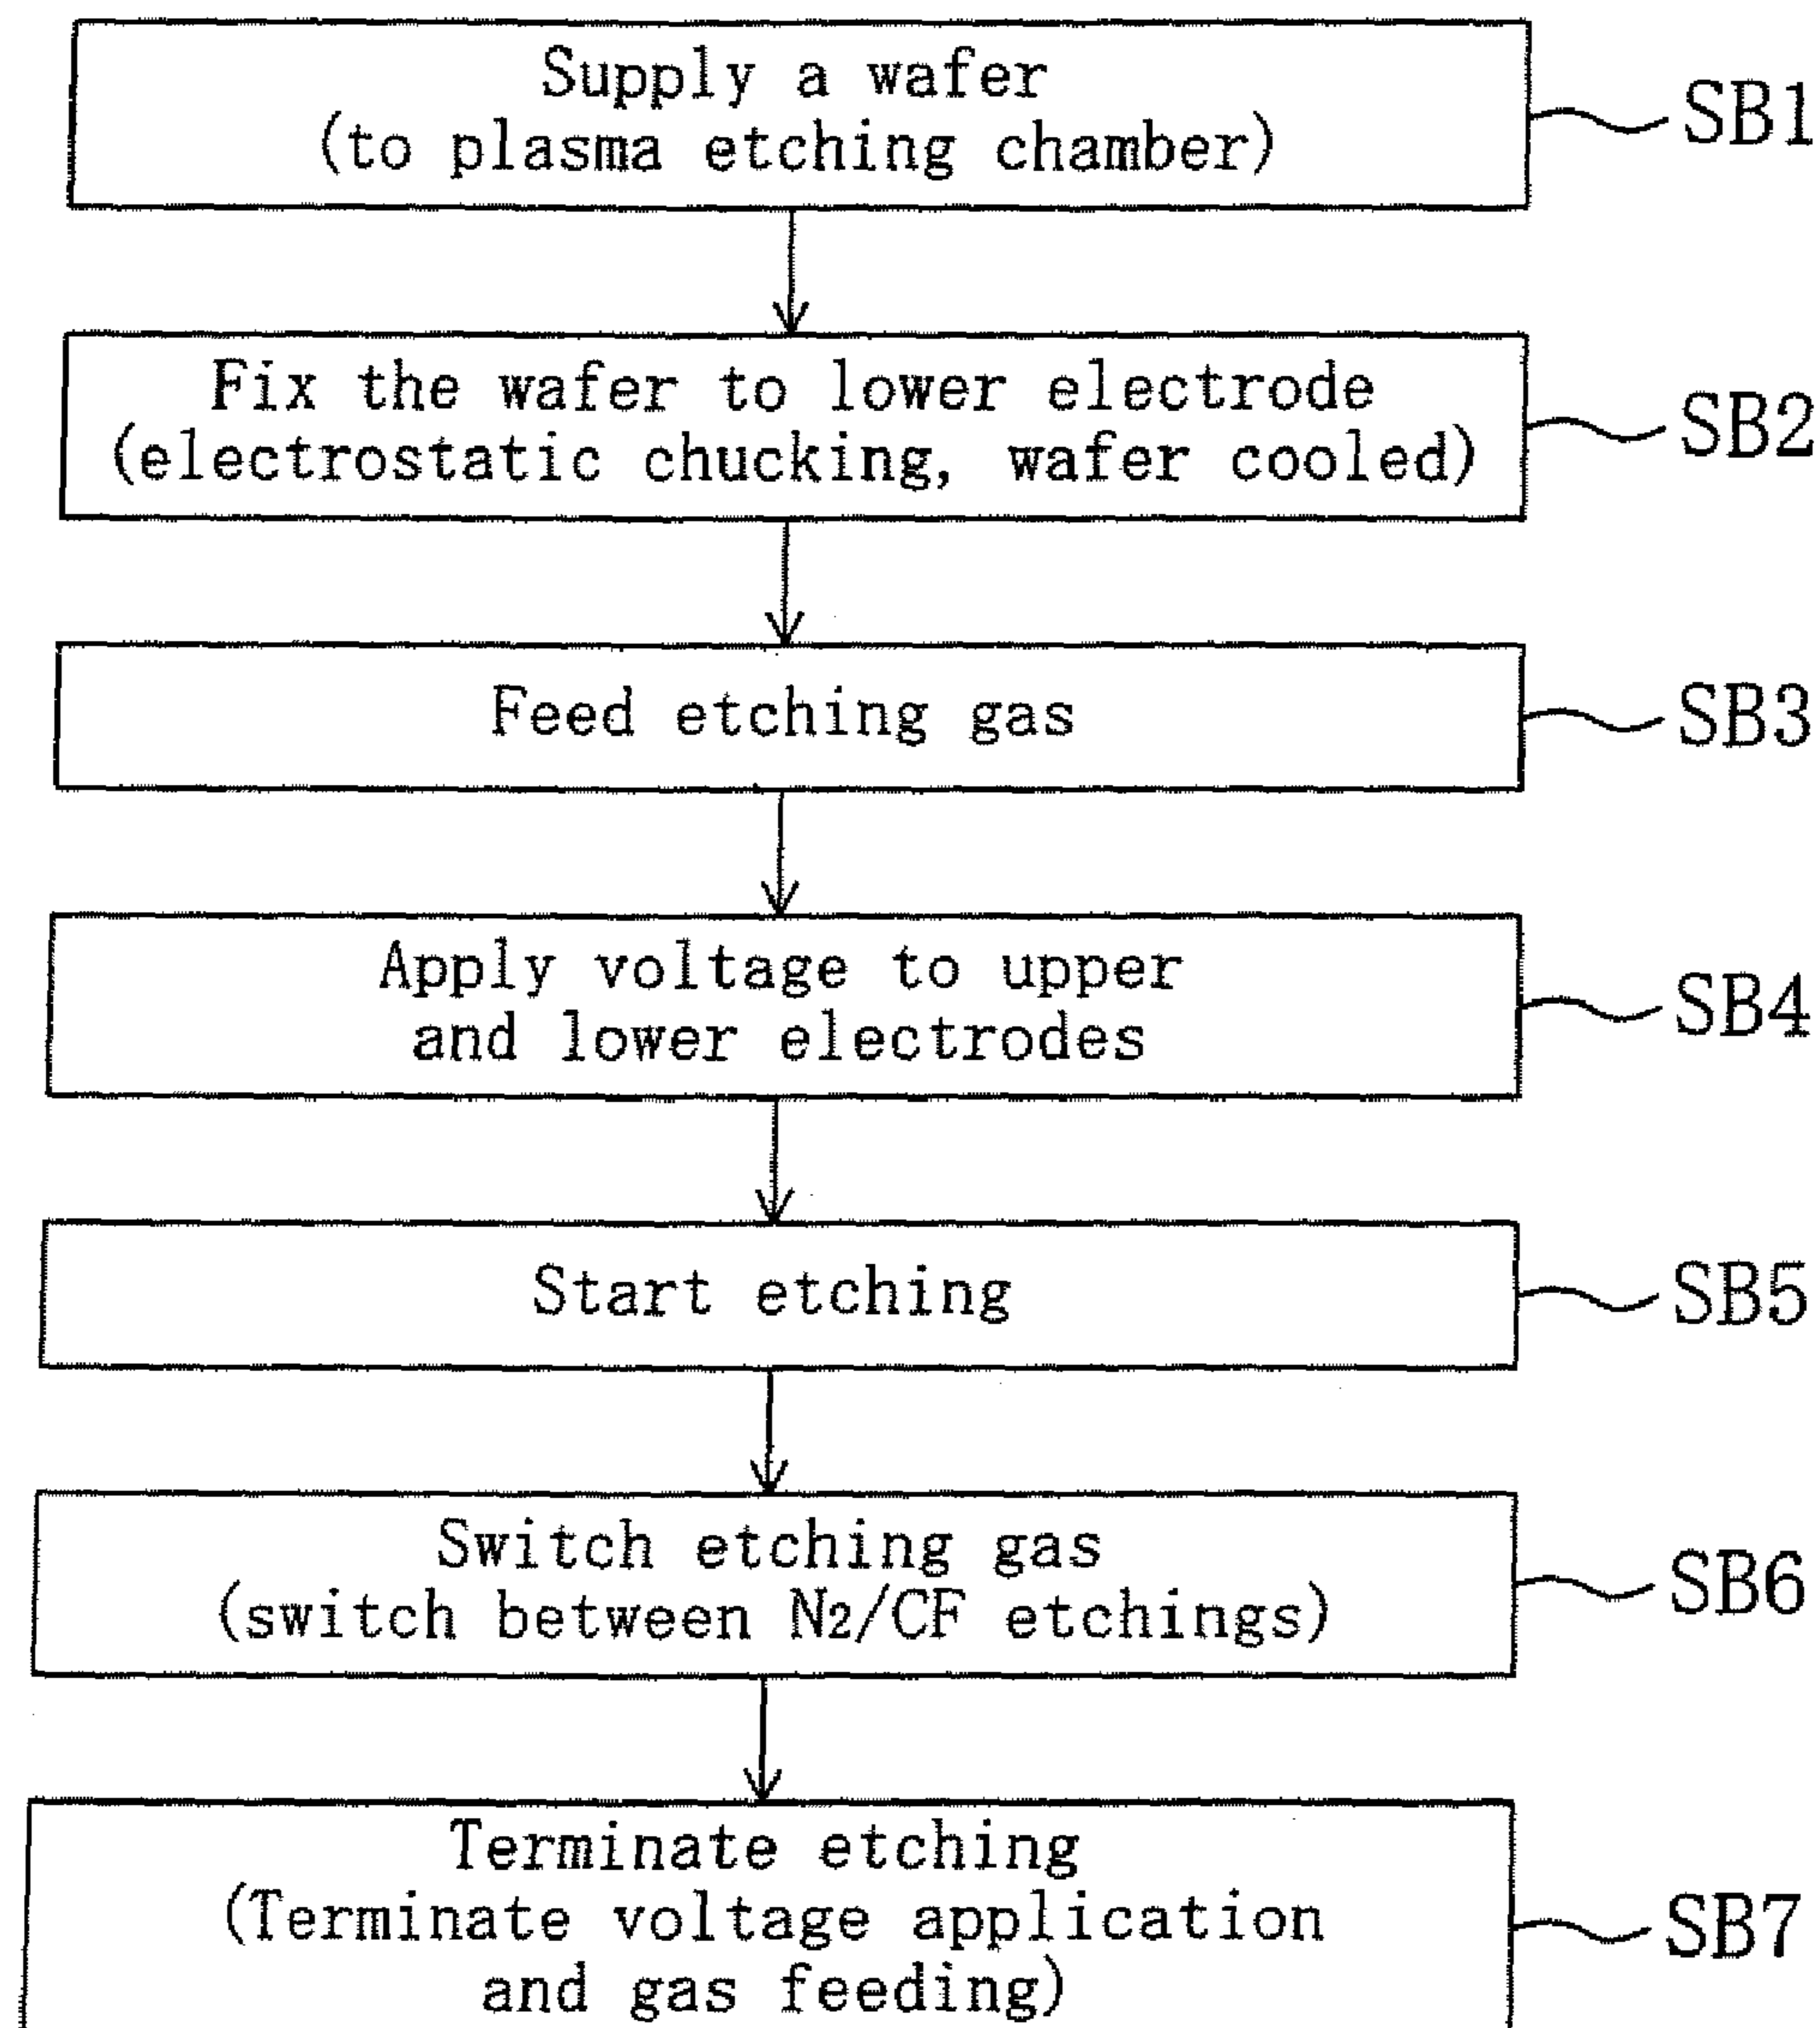 Supply a wafer
(to plasma etching chamber)
SB1
Fix the wafer to lower electrode
(electrostatic chucking, wafer cooled)
SB2
Feed etching gas
SB3
Apply voltage to upper
and lower electrodes
SB4
Start etching
SB5
Switch etching gas
(switch between N2/CF etchings)
SB6
Terminate etching
(Terminate voltage application
and gas feeding)
SB7